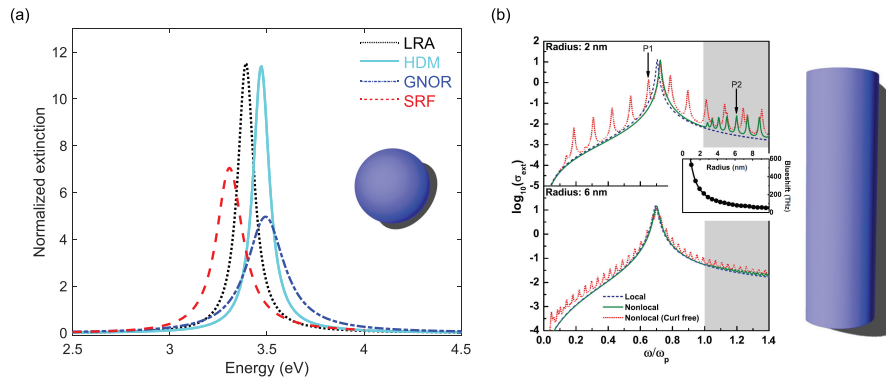 (a)
12
10
8
6
4
2
0
Normalized extinction
LRA
HDM
GNOR
SRF
2.5 3 3.5 4 4.5
Energy (eV)
(b)
Radius: 2 nm
P1
P2
2
1
0
-1
-2
-3
-4
-5
log₁₀(σext)
0 2 4 6 8
Radius (nm)
600
400
200
0
Blueshift (THz)
Radius: 6 nm
2
1
0
-1
-2
-3
-4
Local
Nonlocal
Nonlocal (Curl free)
0.0 0.2 0.4 0.6 0.8 1.0 1.2 1.4
ω/ωp